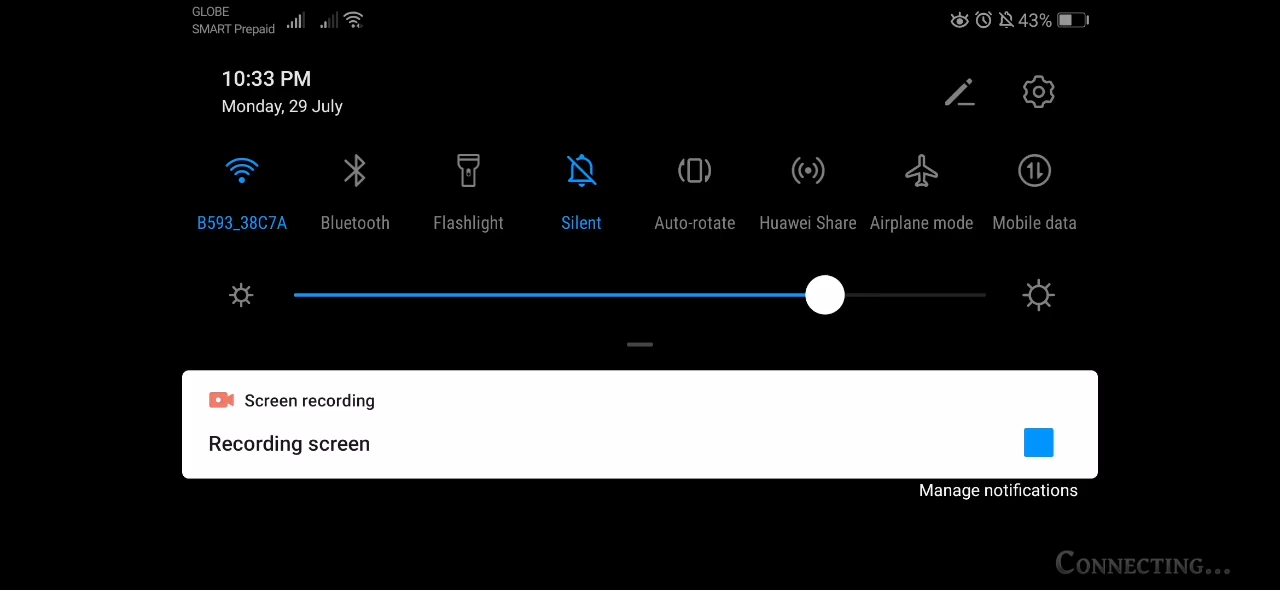 GLOBE
SMART Prepaid
43%
10:33 PM
Monday, 29 July
B593_38C7A Bluetooth Flashlight Silent Auto-rotate Huawei Share Airplane mode Mobile data
Screen recording
Recording screen
Manage notifications
Connecting...